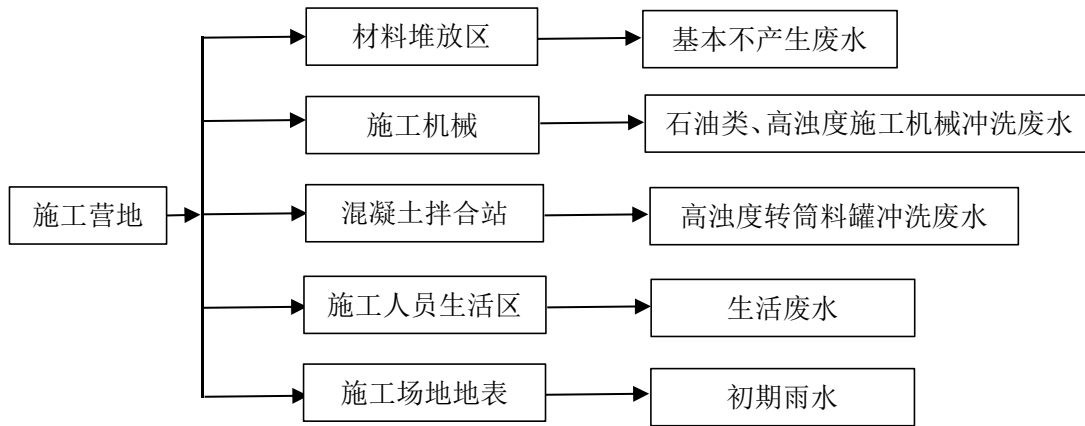 材料堆放区
基本不产生废水
施工机械
石油类、高浊度施工机械冲洗废水
施工营地
混凝土拌合站
高浊度转筒料罐冲洗废水
施工人员生活区
生活废水
施工场地地表
初期雨水